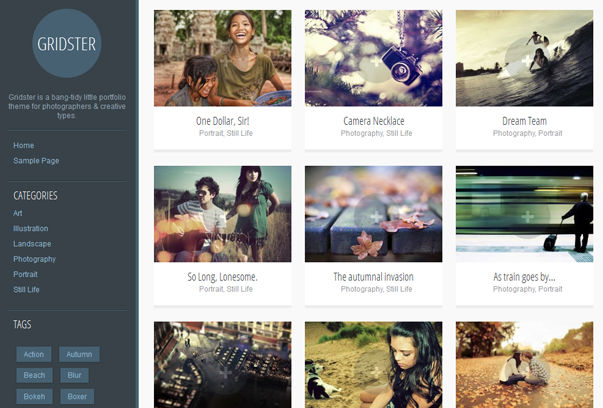 GRIDSTER
Gridster is a bang-tidy little portfolio
theme for photographers & creative
types.
Home
Sample Page
CATEGORIES
Art
Illustration
Landscape
Photography
Portrait
Still Life
TAGS
Action Autumn
Beach Blur
Bokeh Boxer
One Dollar, Sir!
Portrait, Still Life
Camera Necklace
Photography, Still Life
Dream Team
Photography, Portrait
So Long, Lonesome.
Portrait, Still Life
The autumnal invasion
Photography, Still Life
As train goes by...
Photography, Portrait